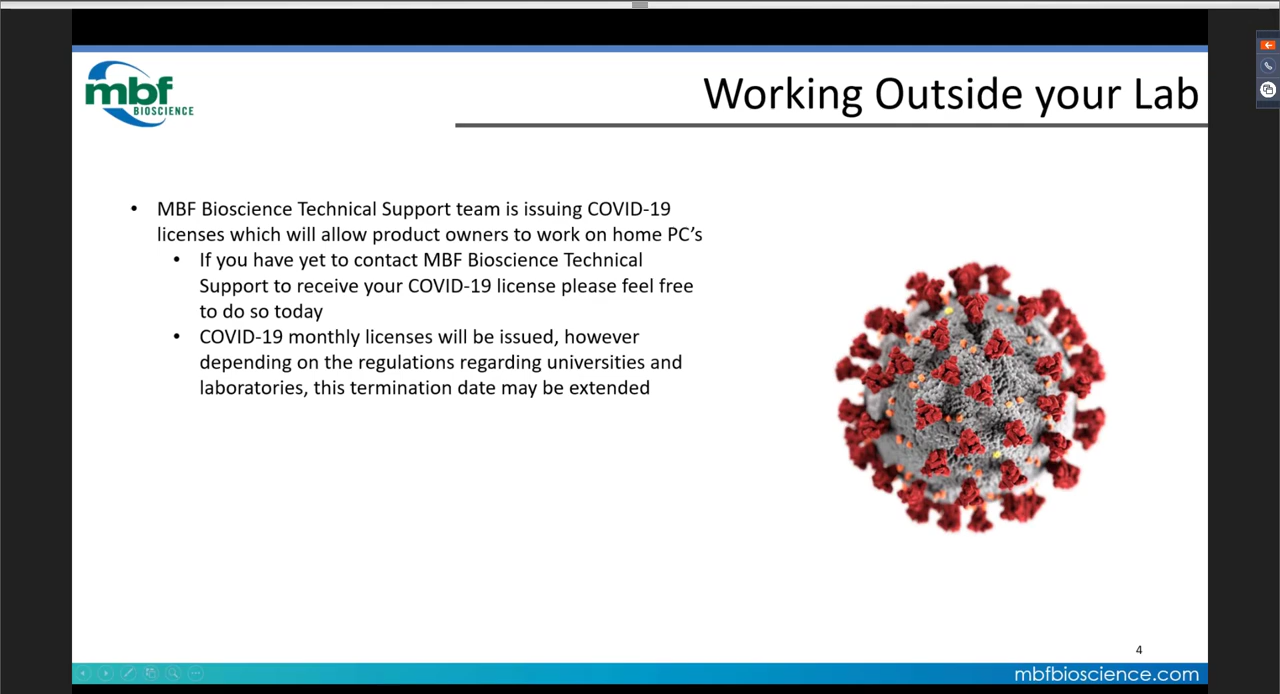 mbf
BIOSCIENCE
Working Outside your Lab
• MBF Bioscience Technical Support team is issuing COVID-19
licenses which will allow product owners to work on home PC’s
• If you have yet to contact MBF Bioscience Technical
Support to receive your COVID-19 license please feel free
to do so today
• COVID-19 monthly licenses will be issued, however
depending on the regulations regarding universities and
laboratories, this termination date may be extended
4
mbfbioscience.com